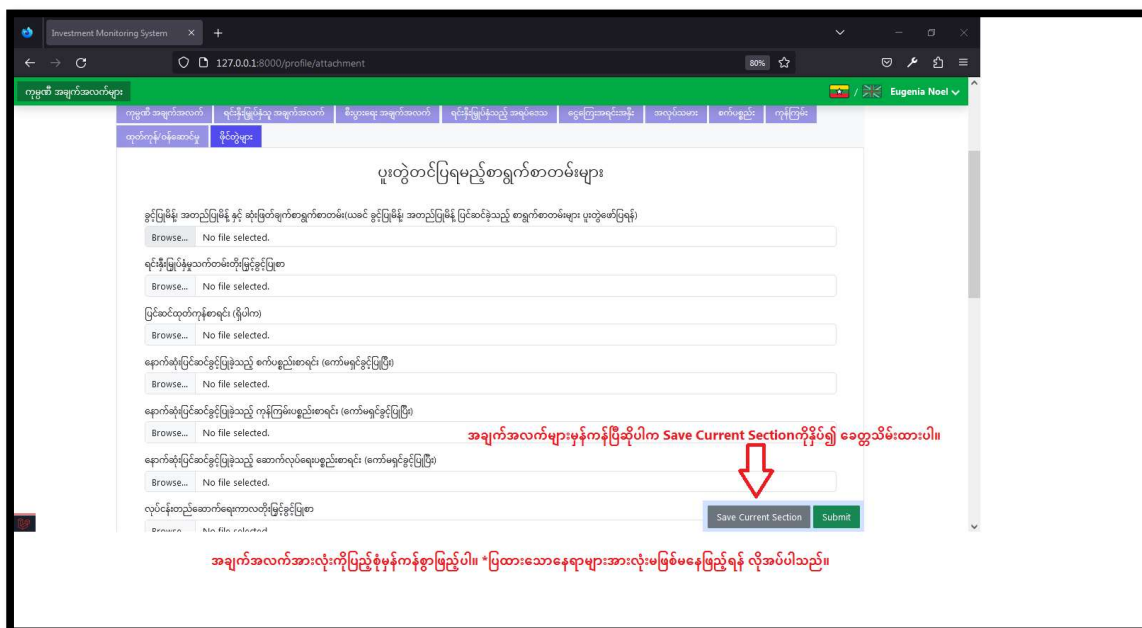 Investment Monitoring System
127.0.0.1:8000/profile/attachment
80%
ကုမ္ပဏီ အချက်အလက်များ
/ Eugenia Noel
ကုမ္ပဏီ အချက်အလက် ရင်းနှီးမြှုပ်နှံသူ အချက်အလက် စီးပွားရေး အချက်အလက် ရင်းနှီးမြှုပ်နှံသည့် အရပ်ဒေသ ငွေကြေးအရင်းအနှီး အလုပ်သမား စက်ပစ္စည်း ကုန်ကြမ်း
ထုတ်ကုန်/ဝန်ဆောင်မှု ဖိုင်တွဲများ
ပူးတွဲတင်ပြရမည့်စာရွက်စာတမ်းများ
ခွင့်ပြုမိန့်၊ အတည်ပြုမိန့် နှင့် ဆုံးဖြတ်ချက်စာရွက်စာတမ်း(ယခင် ခွင့်ပြုမိန့်၊ အတည်ပြုမိန့် ပြင်ဆင်ခဲ့သည့် စာရွက်စာတမ်းများ ပူးတွဲဖော်ပြရန်)
Browse... No file selected.
ရင်းနှီးမြှုပ်နှံမှုသက်တမ်းတိုးမြှင့်ခွင့်ပြုစာ
Browse... No file selected.
ပြင်ဆင်ထုတ်ကုန်စာရင်း (ရှိပါက)
Browse... No file selected.
နောက်ဆုံးပြင်ဆင်ခွင့်ပြုခဲ့သည့် စက်ပစ္စည်းစာရင်း (ကော်မရှင်ခွင့်ပြုပြီး)
Browse... No file selected.
နောက်ဆုံးပြင်ဆင်ခွင့်ပြုခဲ့သည့် ကုန်ကြမ်းပစ္စည်းစာရင်း (ကော်မရှင်ခွင့်ပြုပြီး)
Browse... No file selected.
အချက်အလက်များမှန်ကန်ပြီဆိုပါက Save Current Sectionကိုနှိပ်၍ ခေတ္တသိမ်းထားပါ။
နောက်ဆုံးပြင်ဆင်ခွင့်ပြုခဲ့သည့် ဆောက်လုပ်ရေးပစ္စည်းစာရင်း (ကော်မရှင်ခွင့်ပြုပြီး)
Browse... No file selected.
လုပ်ငန်းတည်ဆောက်ရေးကာလတိုးမြှင့်ခွင့်ပြုစာ
Save Current Section Submit
Browse... No file selected.
အချက်အလက်အားလုံးကိုပြည့်စုံမှန်ကန်စွာဖြည့်ပါ။ *ပြထားသောနေရာများအားလုံးမဖြစ်မနေဖြည့်ရန် လိုအပ်ပါသည်။